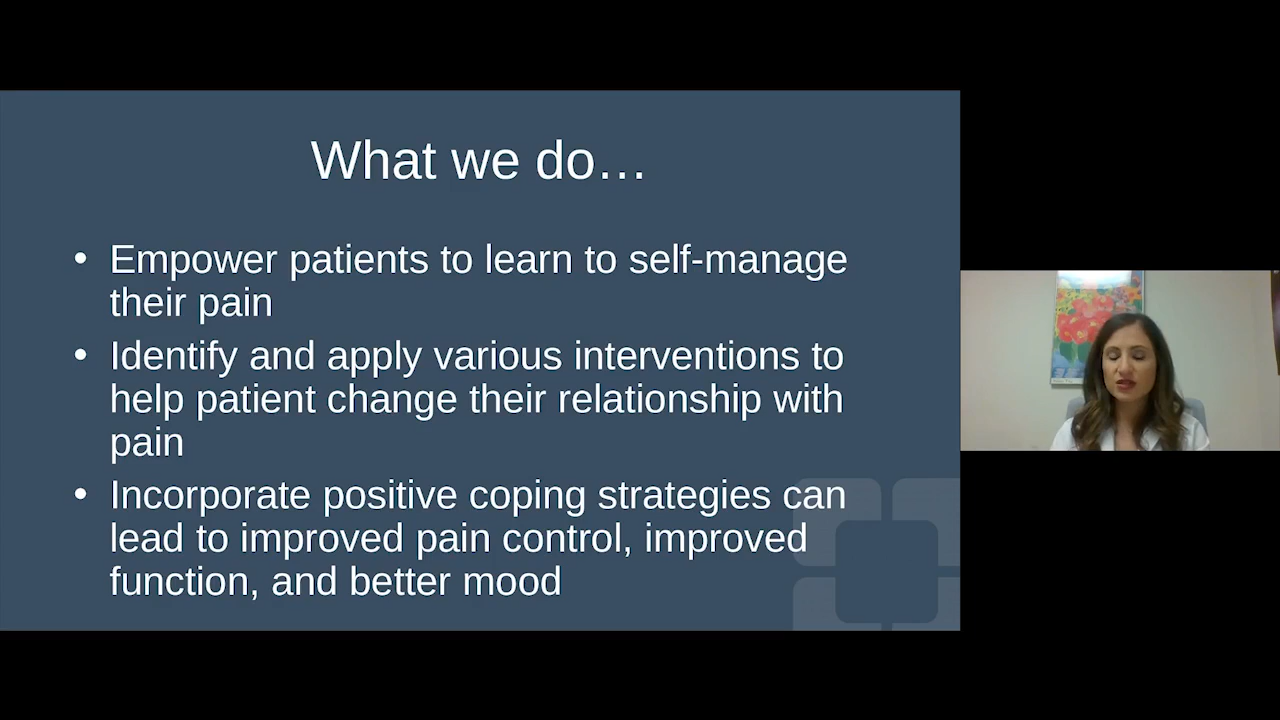 What we do…
• Empower patients to learn to self-manage
their pain
• Identify and apply various interventions to
help patient change their relationship with
pain
• Incorporate positive coping strategies can
lead to improved pain control, improved
function, and better mood